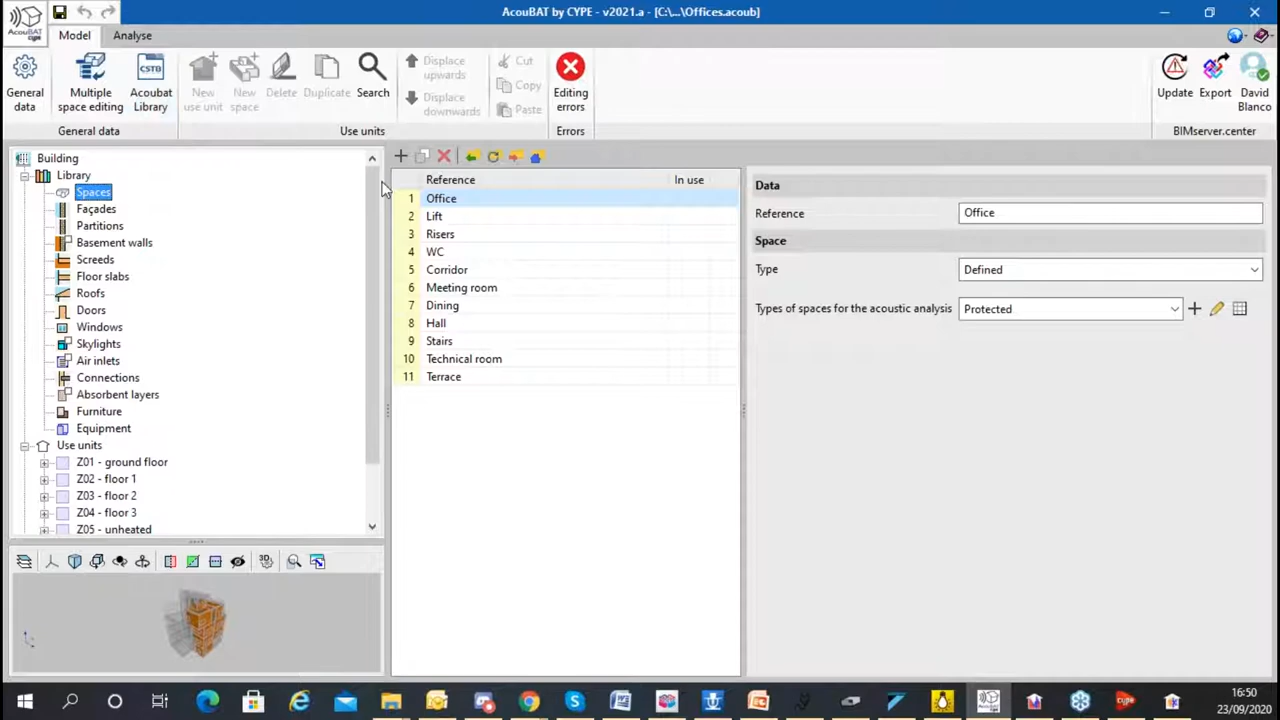 AcouBAT by CYPE - v2021.a - [C:\...\Offices.acoub]
AcouBAT
CYPE
Model
Analyse
General data
Multiple space editing
CSTB
Acoubat Library
New use unit
New space
Delete
Duplicate
Search
Displace upwards
Displace downwards
Cut
Copy
Paste
Editing errors
Update
Export
David Blanco
General data
Use units
Errors
BIMserver.center
Building
Library
Spaces
Façades
Partitions
Basement walls
Screeds
Floor slabs
Roofs
Doors
Windows
Skylights
Air inlets
Connections
Absorbent layers
Furniture
Equipment
Use units
Z01 - ground floor
Z02 - floor 1
Z03 - floor 2
Z04 - floor 3
Z05 - unheated
3D
Reference In use
1 Office
2 Lift
3 Risers
4 WC
5 Corridor
6 Meeting room
7 Dining
8 Hall
9 Stairs
10 Technical room
11 Terrace
Data
Reference Office
Space
Type Defined
Types of spaces for the acoustic analysis Protected
16:50
23/09/2020